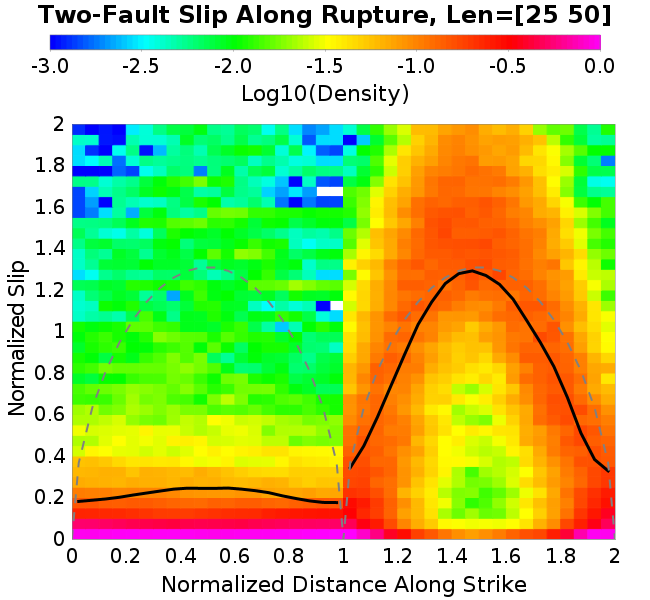 Two-Fault Slip Along Rupture, Len=[25 50]
-3.0 -2.5 -2.0 -1.5 -1.0 -0.5 0.0
Log10(Density)
2
1.8
1.6
1.4
1.2
1
0.8
0.6
0.4
0.2
0
Normalized Slip
0 0.2 0.4 0.6 0.8 1 1.2 1.4 1.6 1.8 2
Normalized Distance Along Strike